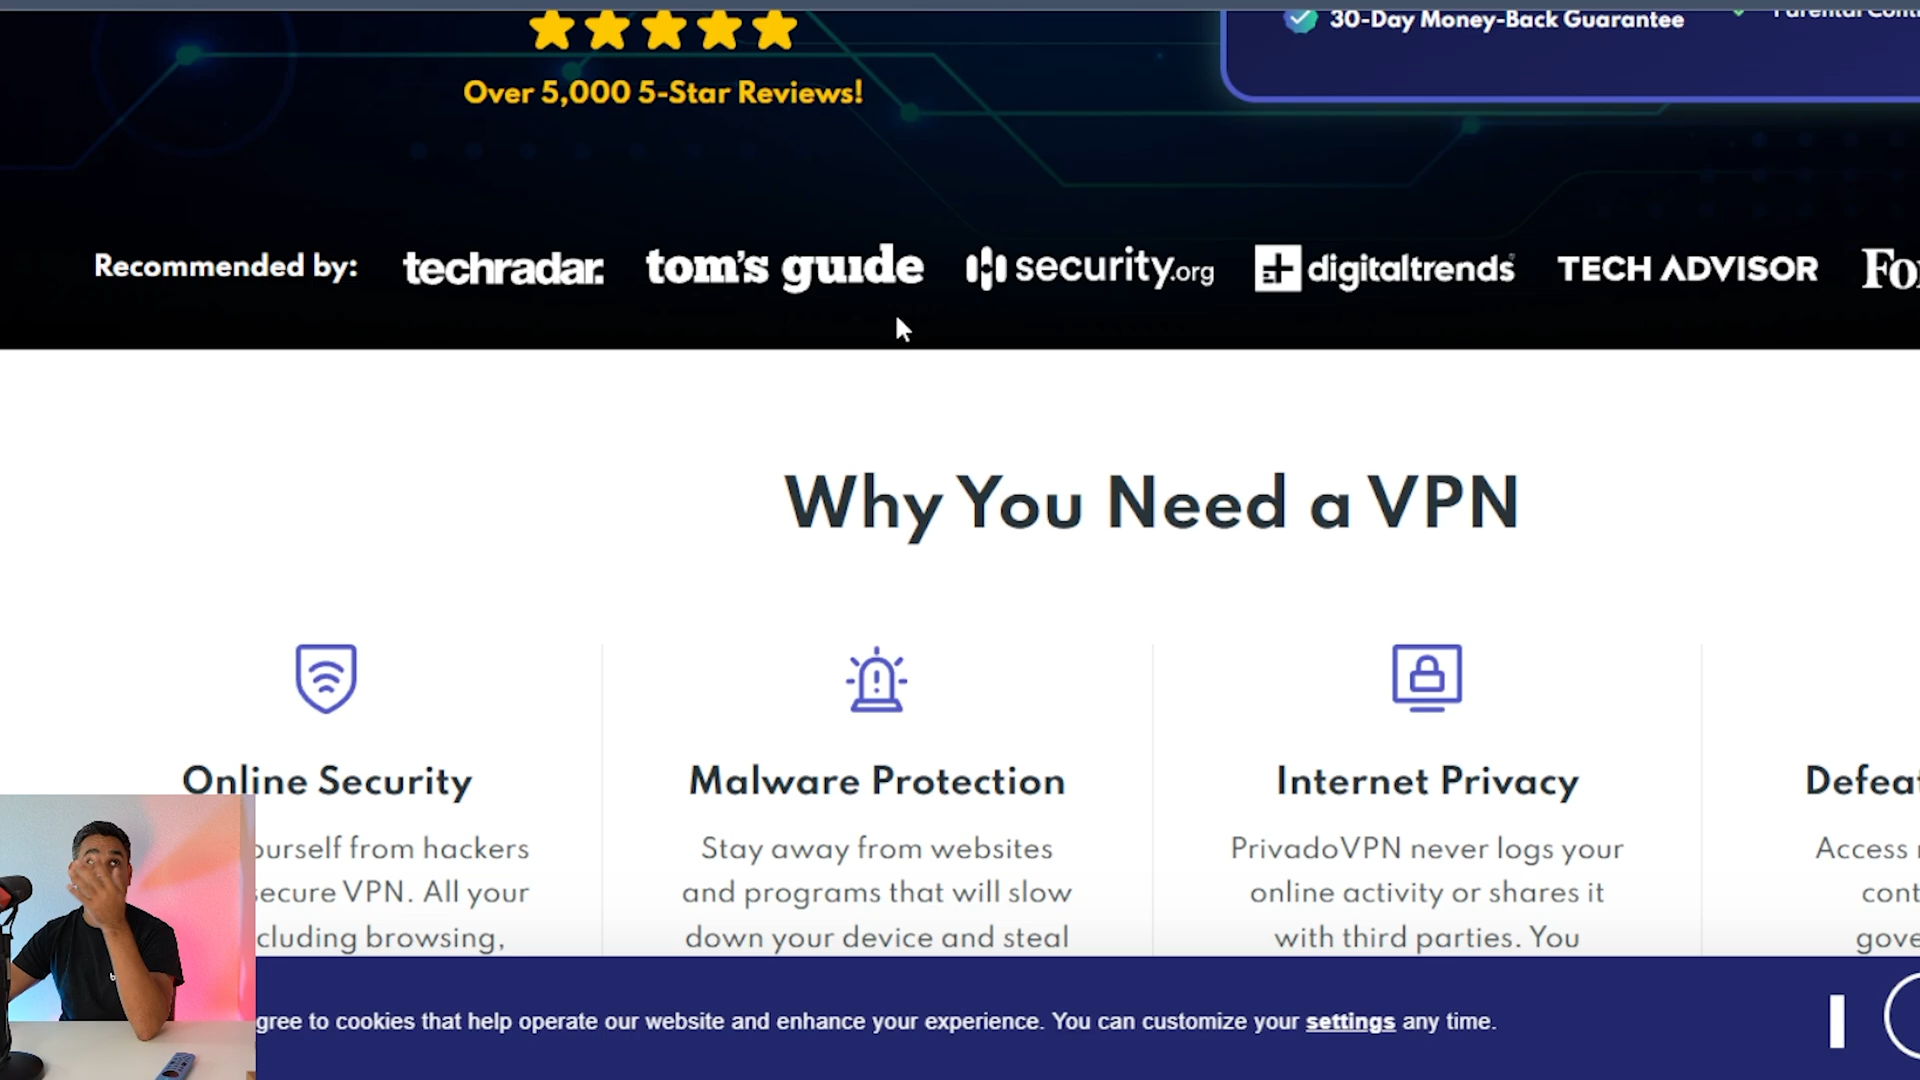 30-Day Money-Back Guarantee
Over 5,000 5-Star Reviews!
Recommended by:
techradar.
tom's guide
security.org
digitaltrends
TECH ADVISOR
Why You Need a VPN
Online Security
ourself from hackers
secure VPN. All your
cluding browsing,
Malware Protection
Stay away from websites
and programs that will slow
down your device and steal
Internet Privacy
PrivadoVPN never logs your
online activity or shares it
with third parties. You
Defeat
Access
cont
gove
gree to cookies that help operate our website and enhance your experience. You can customize your settings any time.